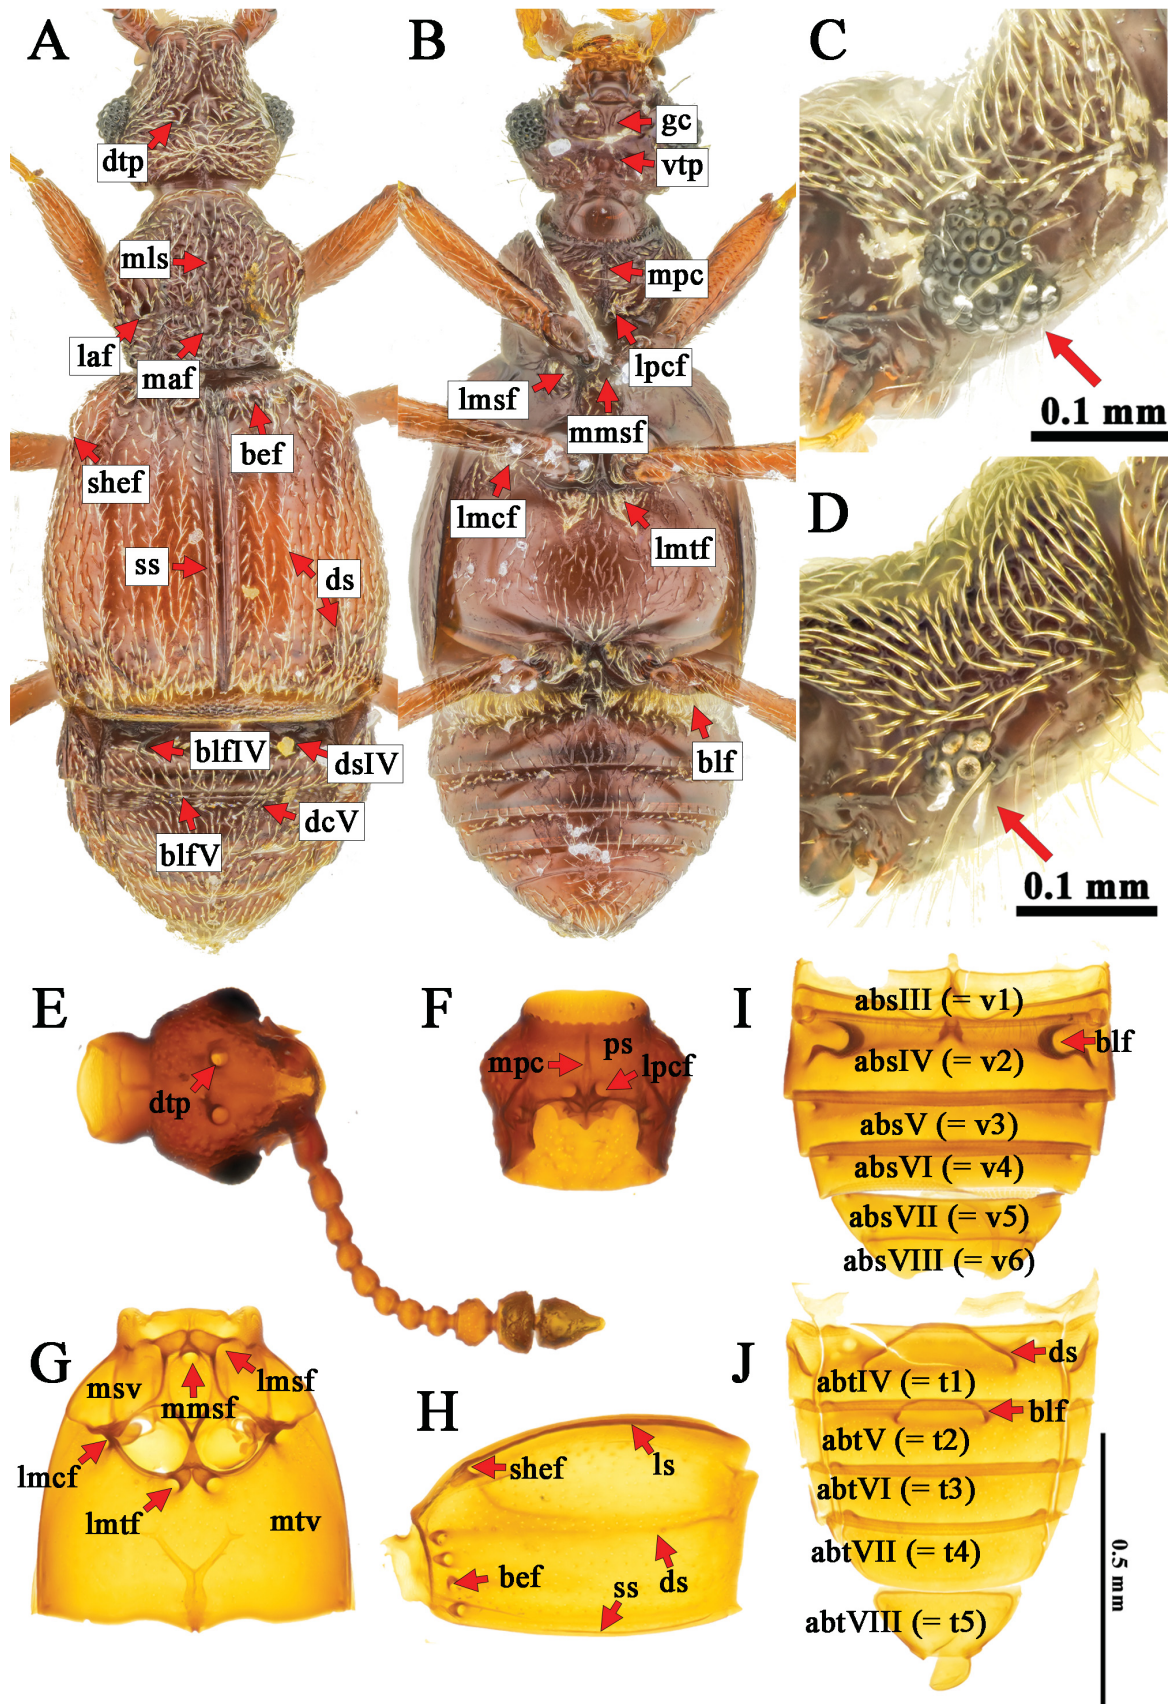 A
dtp
mls
laf
maf
bef
shef
ss
ds
blfIV
dsIV
dcV
blfV
B
gc
vtp
mpc
lpcf
lmsf
mmsf
lmcf
lmtf
blf
C
0.1 mm
D
0.1 mm
E
dtp
F
ps
mpc
lpcf
G
msv
lmsf
mmsf
lmcf
lmtf
mtv
H
shef
ls
bef
ds
ss
I
absIII (= v1)
blf
absIV (= v2)
absV (= v3)
absVI (= v4)
absVII (= v5)
absVIII (= v6)
J
ds
abtIV (= t1)
blf
abtV (= t2)
abtVI (= t3)
abtVII (= t4)
abtVIII (= t5)
0.5 mm